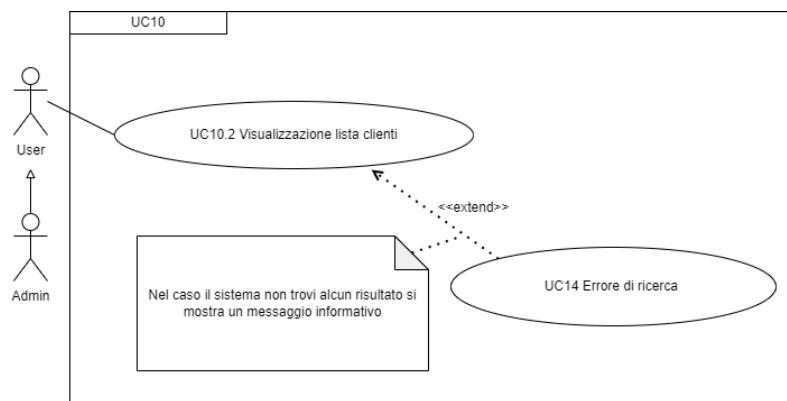 UC10
UC10.2 Visualizzazione lista clienti
User
<<extend>>
Nel caso il sistema non trovi alcun risultato si
mostra un messaggio informativo
UC14 Errore di ricerca
Admin